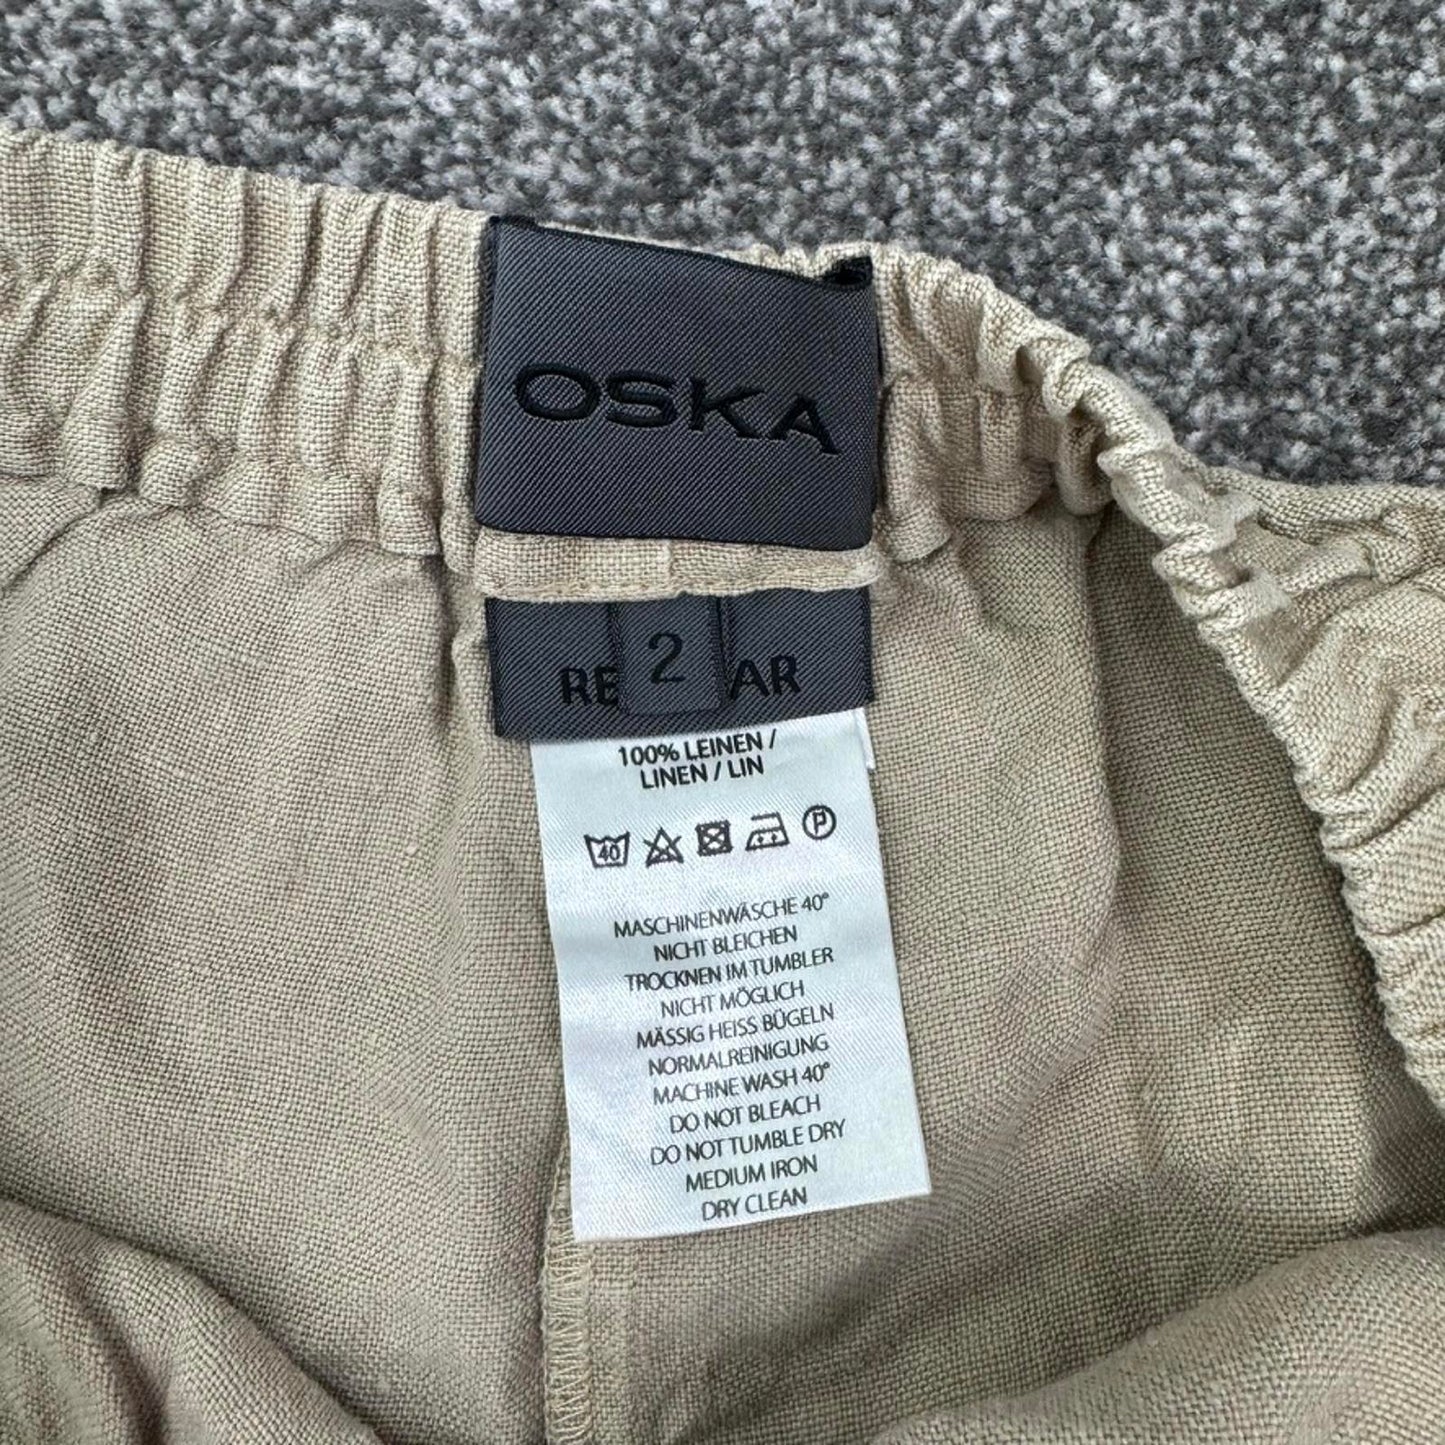 OSKA
RE 2 AR
100% LEINEN /
LINEN / LIN
40 P
MASCHINENWÄSCHE 40°
NICHT BLEICHEN
TROCKNEN IM TUMBLER
NICHT MÖGLICH
MÄSSIG HEISS BÜGELN
NORMALREINIGUNG
MACHINE WASH 40°
DO NOT BLEACH
DO NOT TUMBLE DRY
MEDIUM IRON
DRY CLEAN